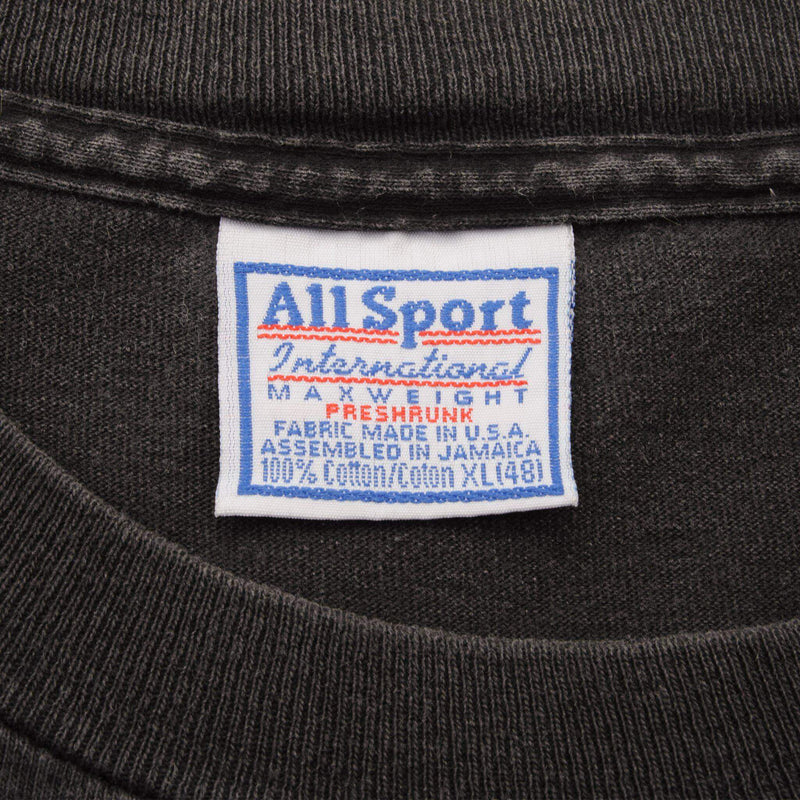 All Sport
International
MAXWEIGHT
PRESHRUNK
FABRIC MADE IN U.S.A.
ASSEMBLED IN JAMAICA
100% Cotton/Coton XL(48)